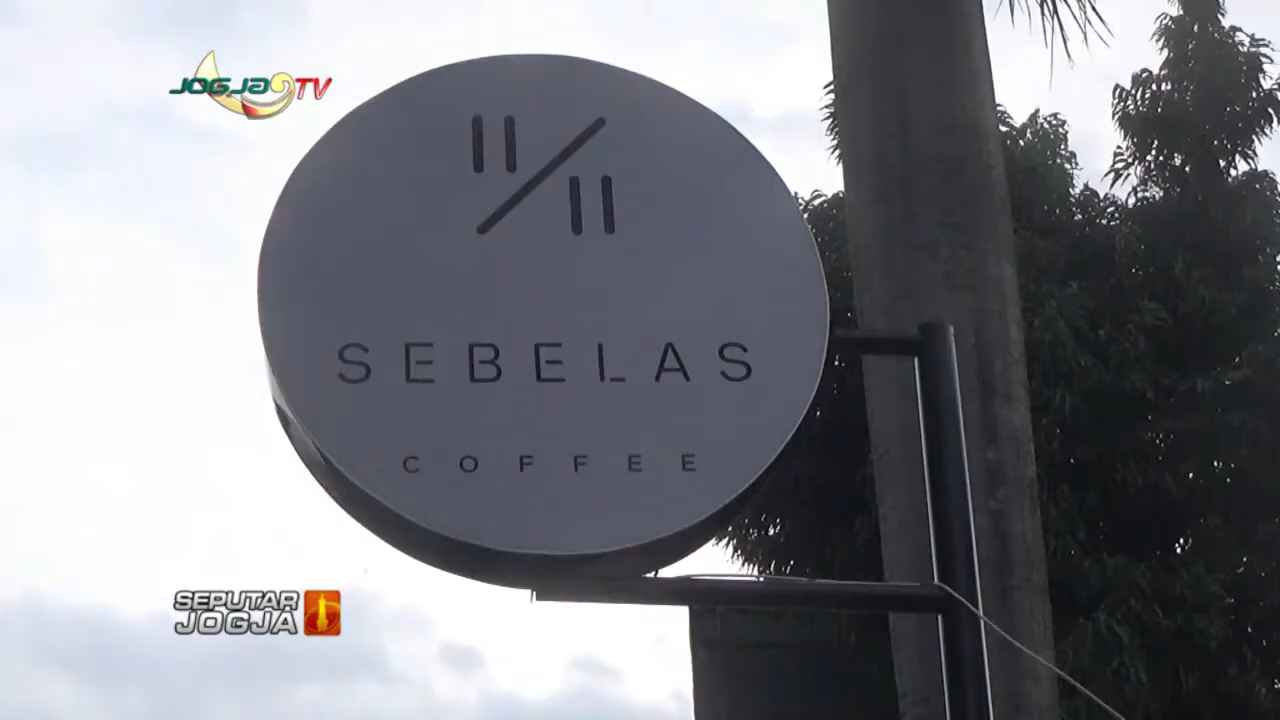 JOGJA TV
11/11
SEBELAS
COFFEE
SEPUTAR
JOGJA